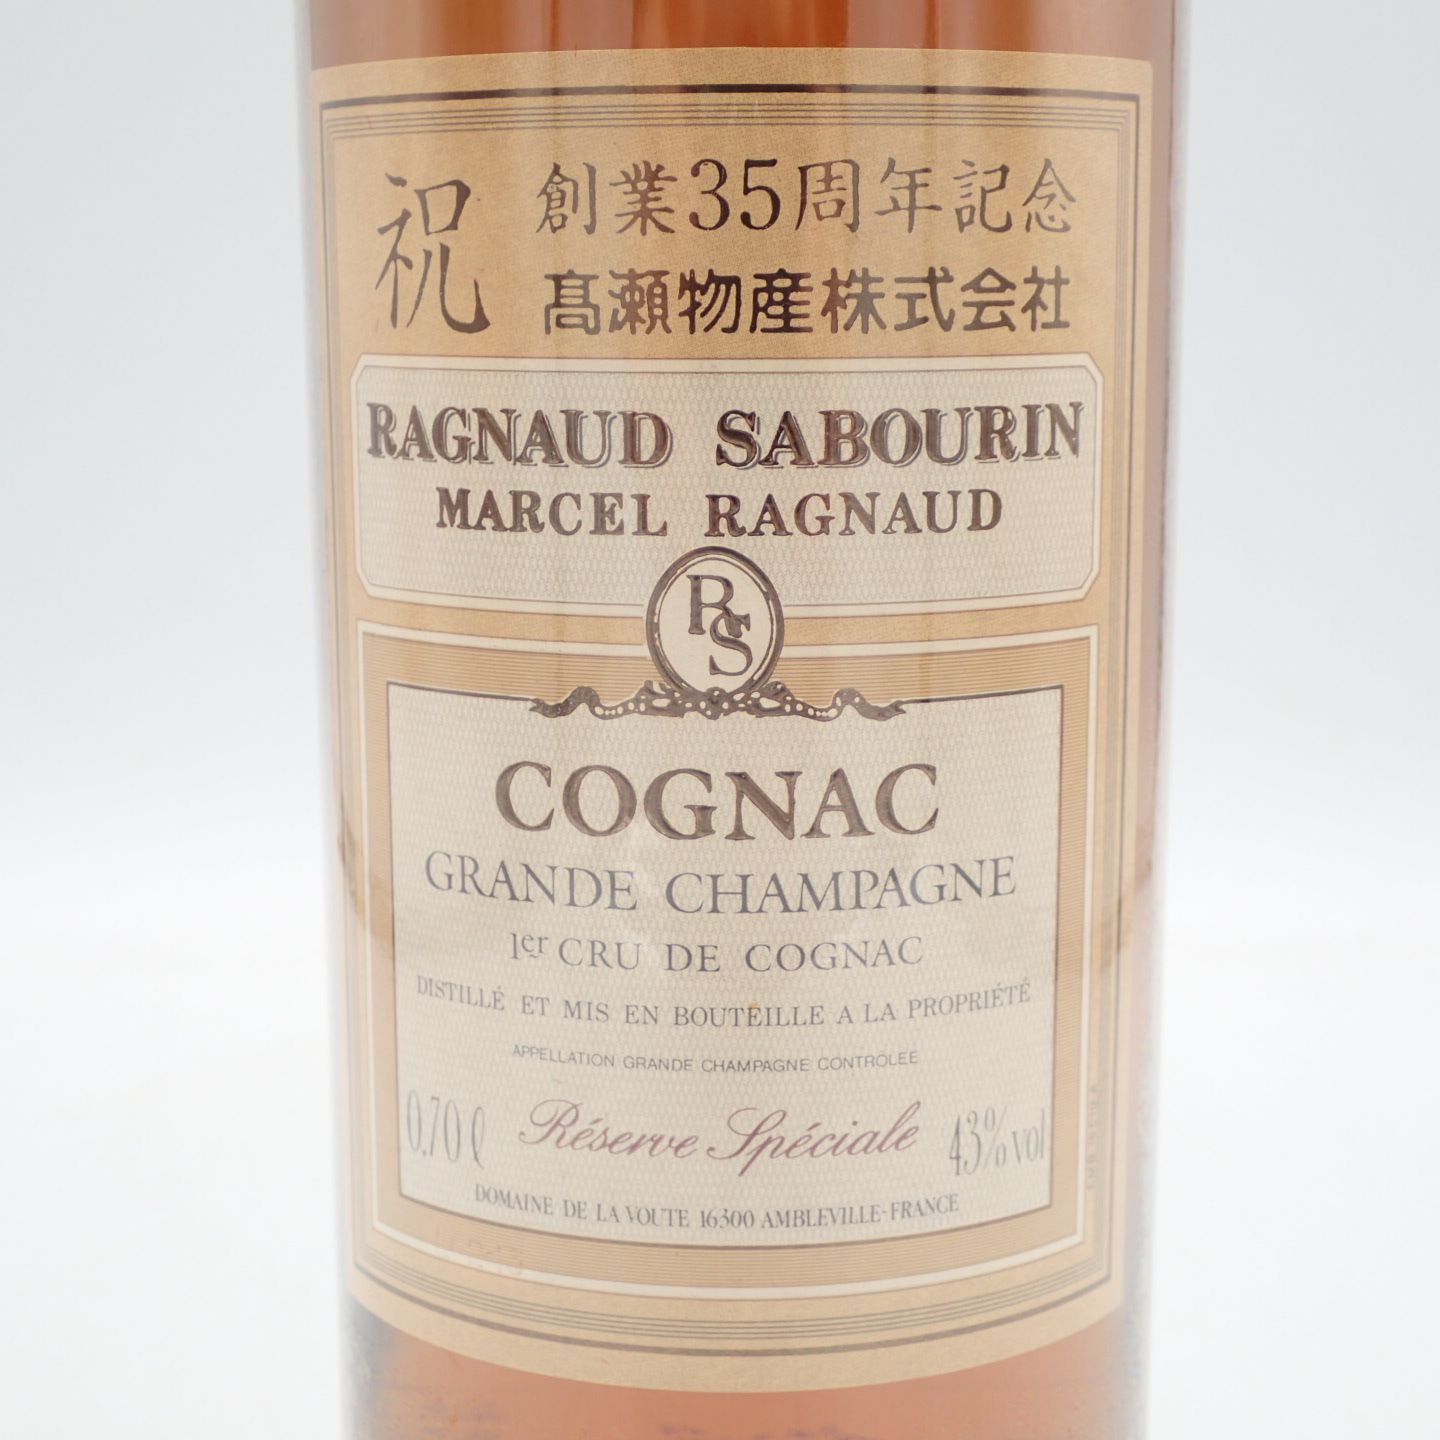 祝 創業35周年記念
髙瀬物産株式会社
RAGNAUD SABOURIN
MARCEL RAGNAUD
RS
COGNAC
GRANDE CHAMPAGNE
1er CRU DE COGNAC
DISTILLÉ ET MIS EN BOUTEILLE A LA PROPRIÉTÉ
APPELLATION GRANDE CHAMPAGNE CONTROLEE
0.70 ℓ Réserve Spéciale 43% vol
DOMAINE DE LA VOUTE 16300 AMBLEVILLE-FRANCE